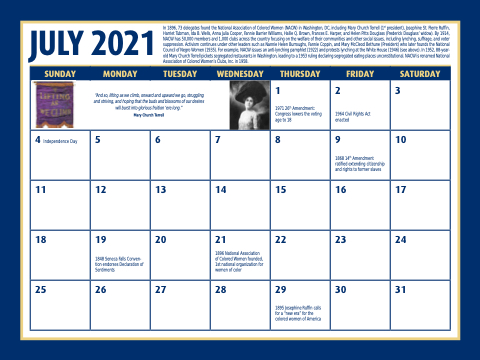 JULY 2021
In 1896, 73 delegates found the National Association of Colored Women (NACW) in Washington, DC, including Mary Church Terrell (1st president), Josephine St. Pierre Ruffin,
Harriet Tubman, Ida B. Wells, Anna Julia Cooper, Fannie Barrier Williams, Hallie Q. Brown, Frances E. Harper, and Helen Pitts Douglass (Frederick Douglass' widow). By 1914,
NACW has 50,000 members and 1,000 clubs across the country focusing on the welfare of their communities and other social issues, including lynching, suffrage, and voter
suppression. Activism continues under leaders such as Nannie Helen Burroughs, Fannie Coppin, and Mary McCleod Bethune (President) who later founds the National
Council of Negro Women (1935). For example, NACW issues an anti-lynching petition (1922) and protests lynching at the White House (1946) (see above). In 1952, 88-year
old Mary Church Terrell pickets segregated restaurants in Washington, leading to a 1953 ruling declaring segregated eating places unconstitutional. NACW is renamed National
Association of Colored Women's Clubs, Inc. in 1958.
SUNDAY MONDAY TUESDAY WEDNESDAY THURSDAY FRIDAY SATURDAY
LIFTING
AS
WE CLIMB
"And so, lifting as we climb, onward and upward we go, struggling
and striving, and hoping that the buds and blossoms of our desires
will burst into glorious fruition 'ere long.'"
Mary Church Terrell
1 2 3
1971 26th Amendment:
Congress lowers the voting
age to 18
1964 Civil Rights Act
enacted
4 Independence Day 5 6 7 8 9 10
1868 14th Amendment
ratified extending citizenship
and rights to former slaves
11 12 13 14 15 16 17
18 19 20 21 22 23 24
1848 Seneca Falls Conven-
tion endorses Declaration of
Sentiments
1896 National Association
of Colored Women founded;
1st national organization for
women of color
25 26 27 28 29 30 31
1895 Josephine Ruffin calls
for a "new era" for the
colored women of America